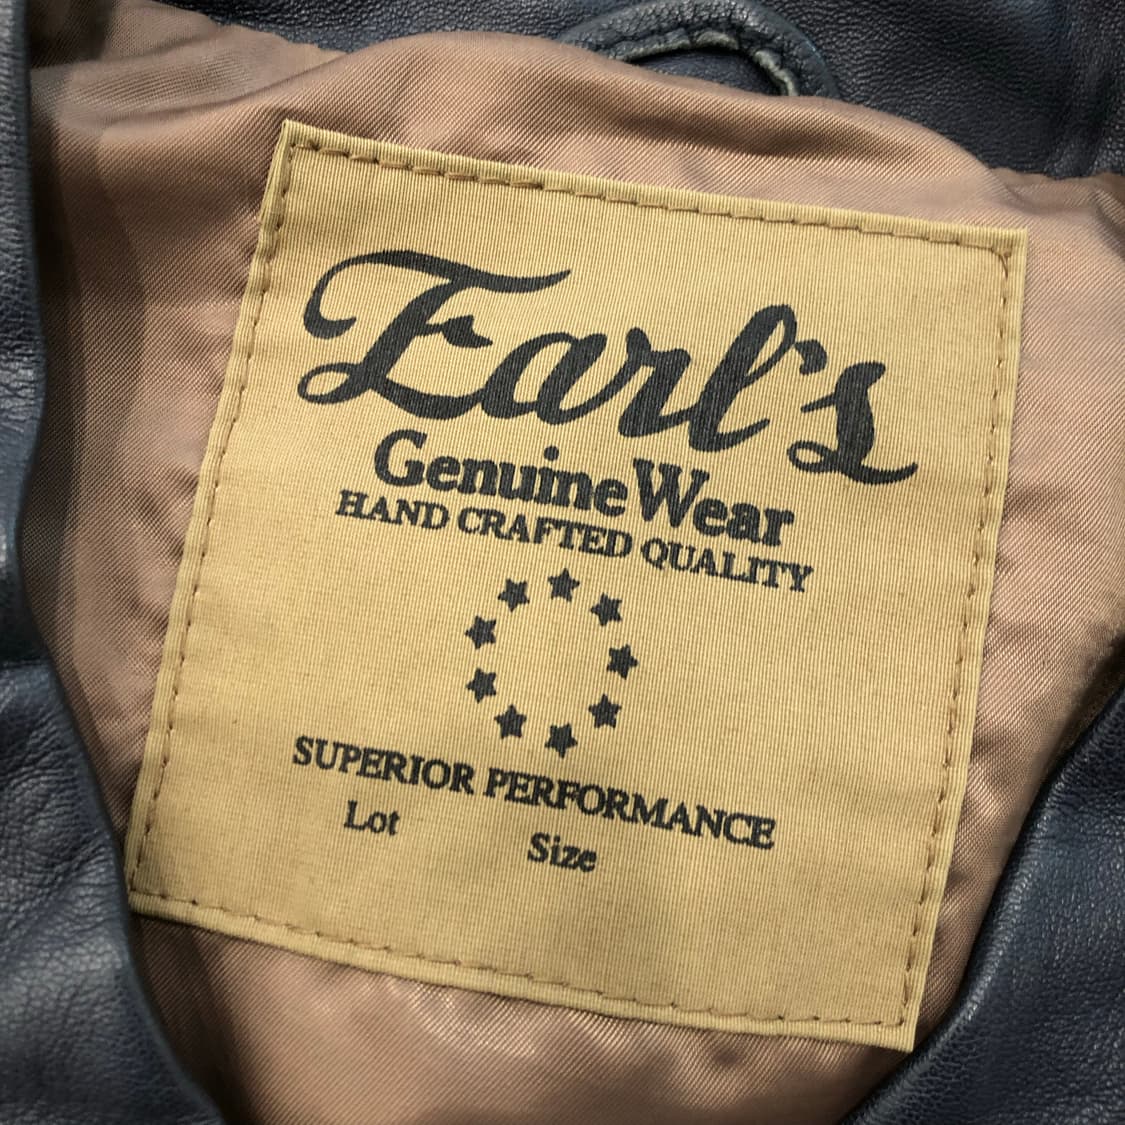 Earl's
Genuine Wear
HAND CRAFTED QUALITY
SUPERIOR PERFORMANCE
Lot
Size